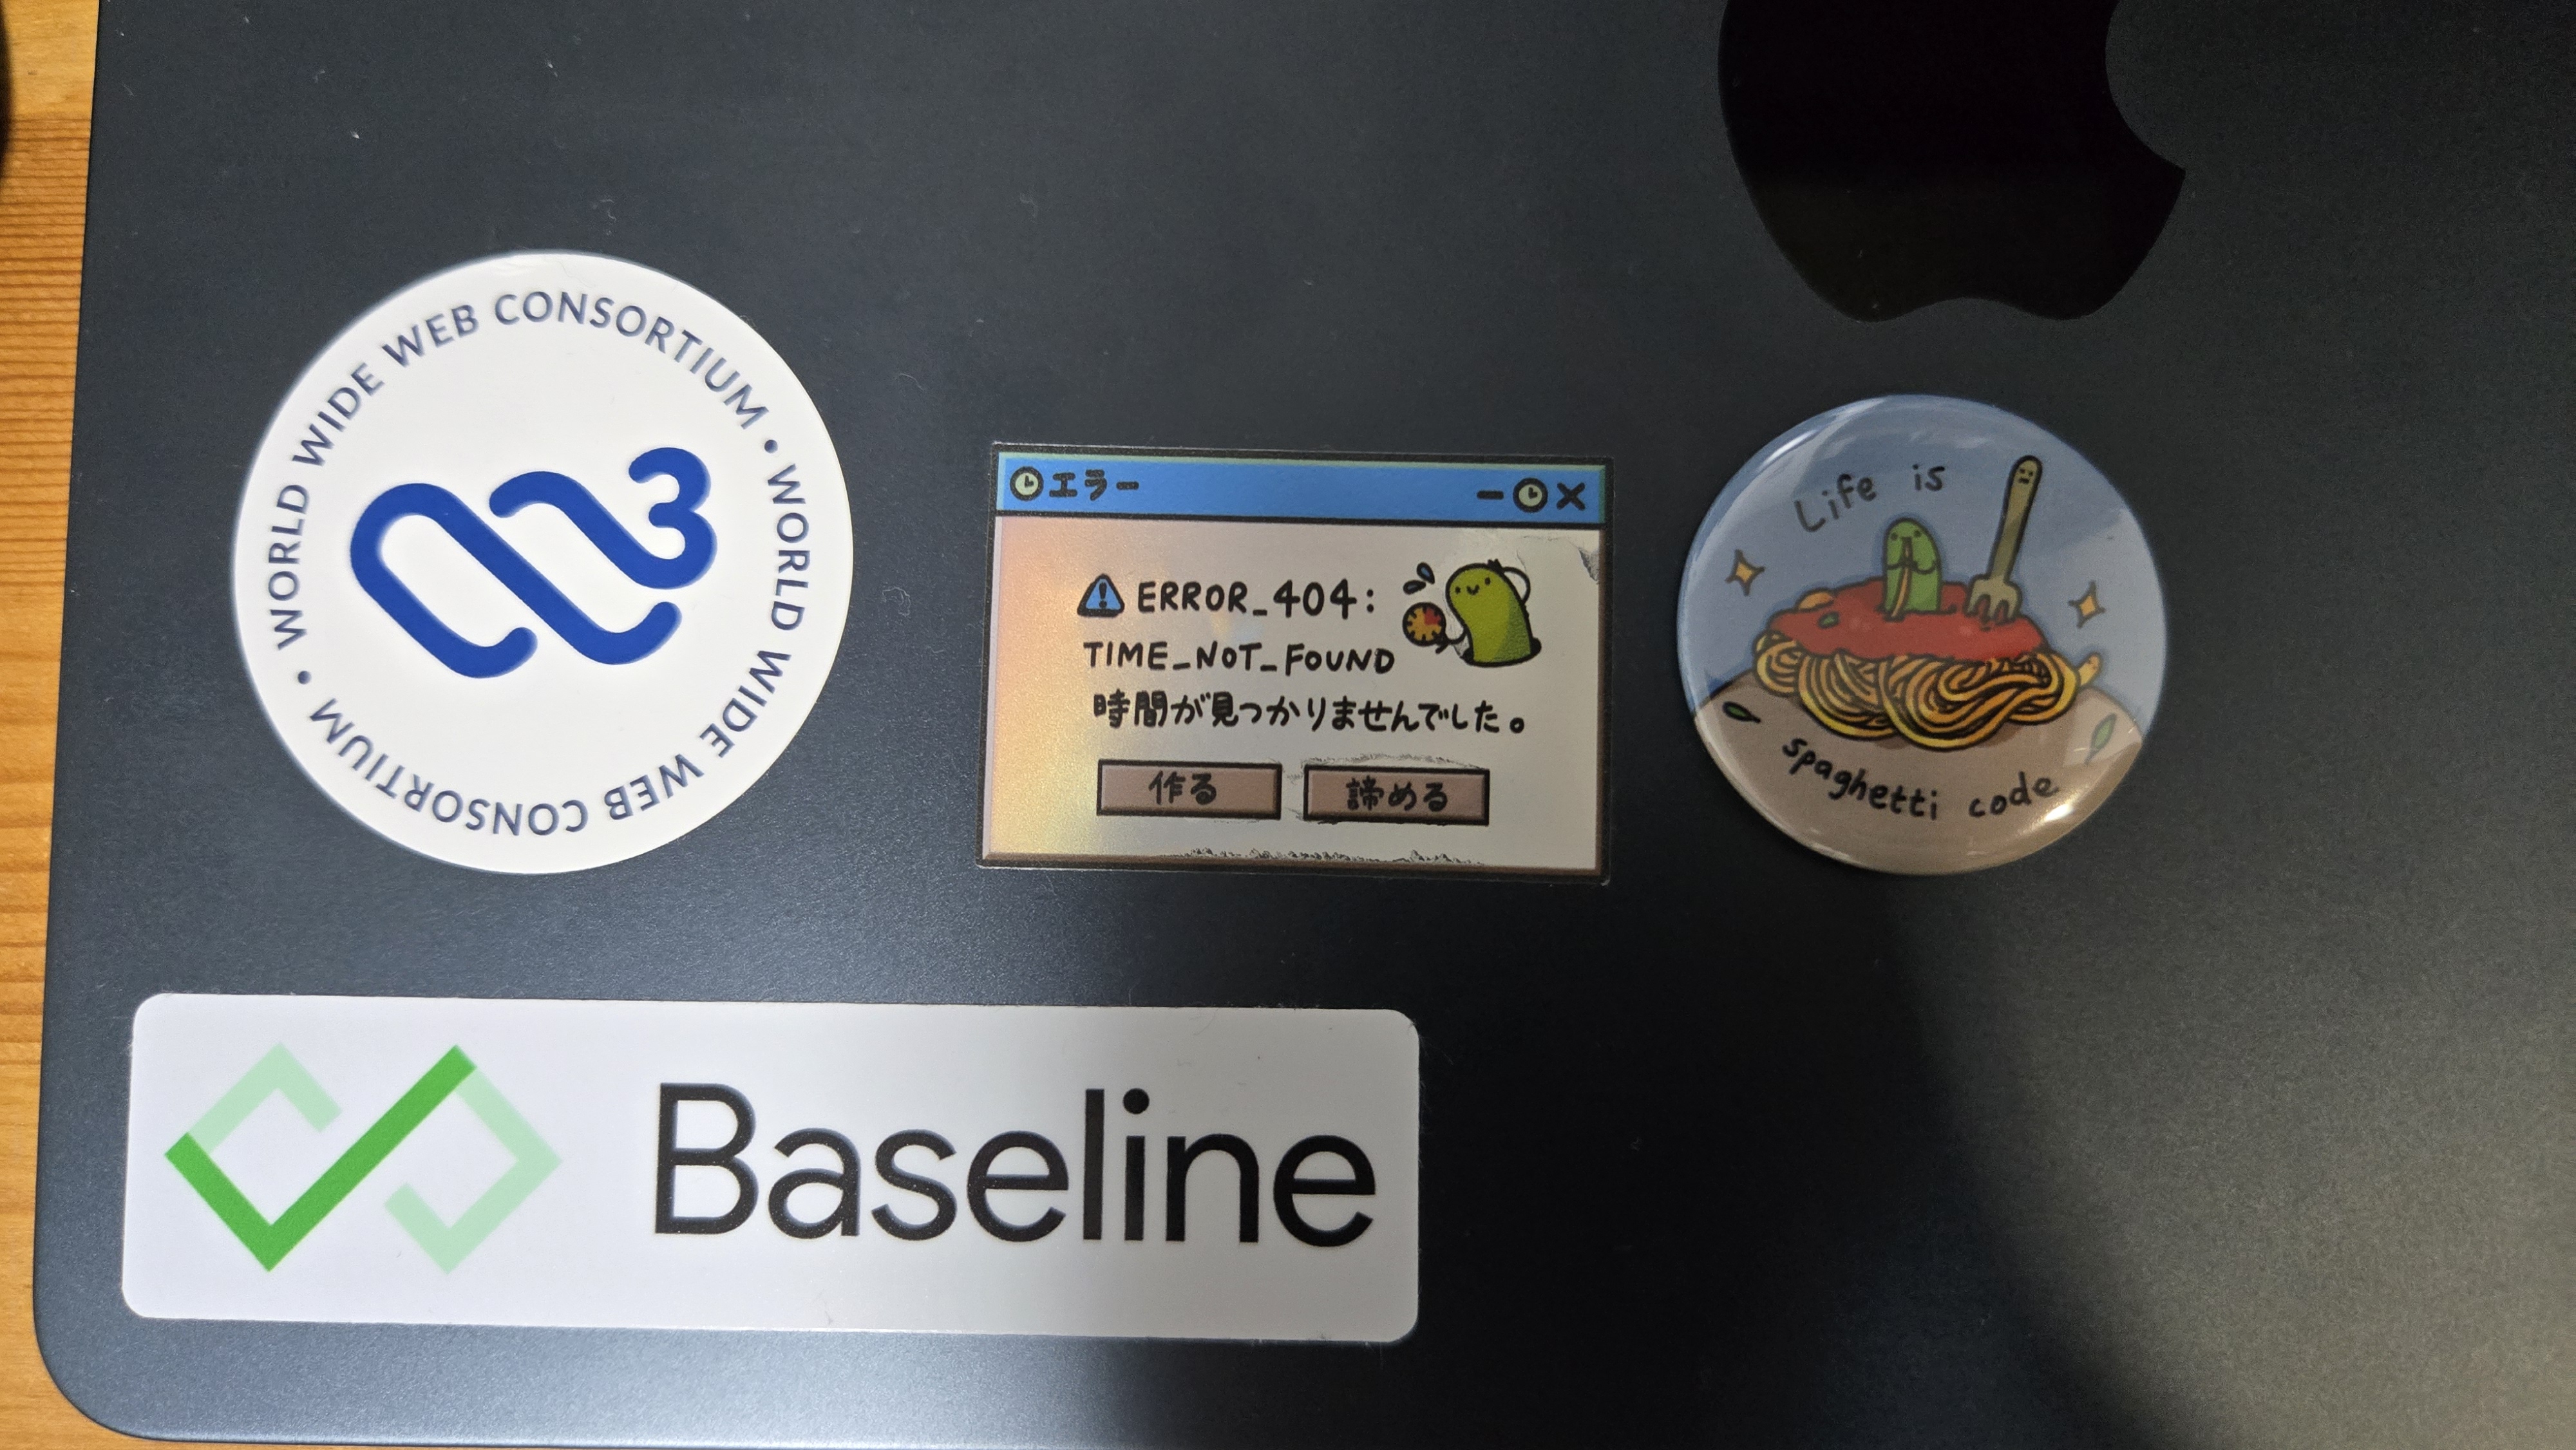 WORLD WIDE WEB CONSORTIUM • WORLD WIDE WEB CONSORTIUM •
エラー
ERROR_404:
TIME_NOT_FOUND
時間が見つかりませんでした。
作る
諦める
Life is
spaghetti code
Baseline